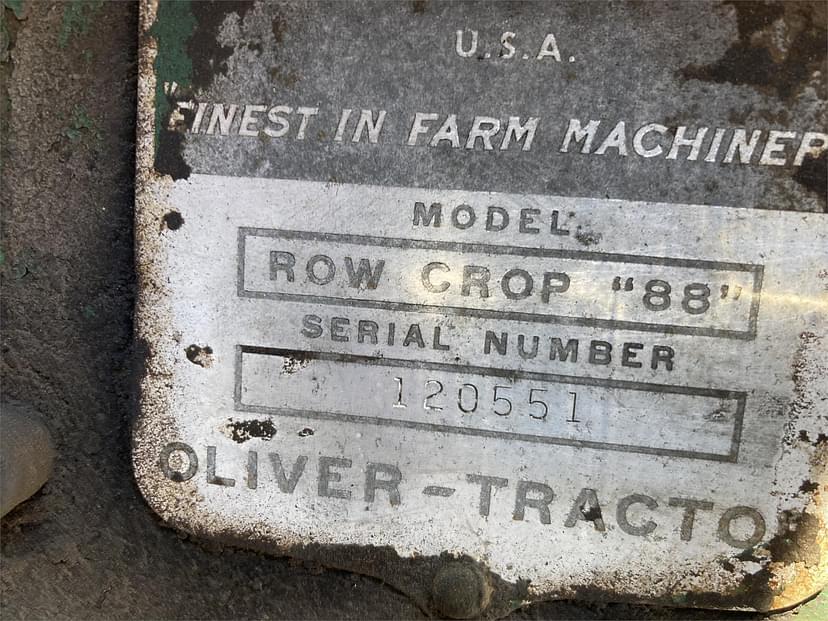 U.S.A.
"FINEST IN FARM MACHINER
MODEL
ROW CROP "88"
SERIAL NUMBER
120551
OLIVER-TRACTO